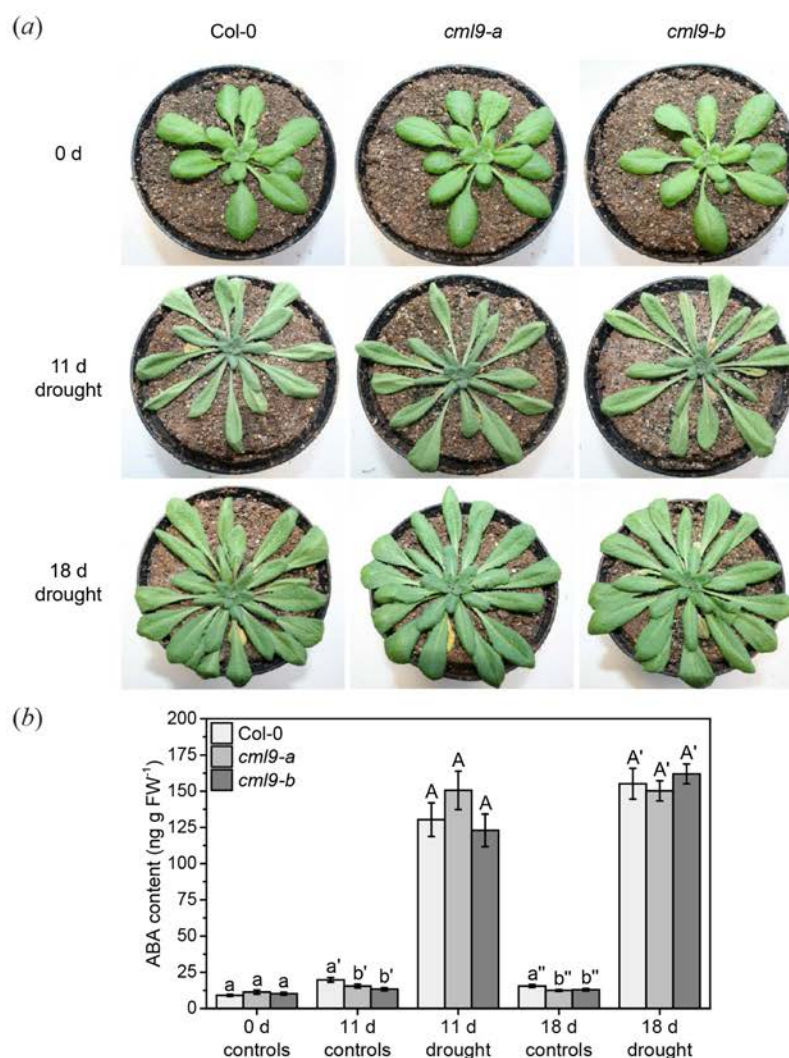 (a)
Col-0 cml9-a cml9-b
0 d
11 d
drought
18 d
drought
(b)
200
175
150
125
100
75
50
25
0
ABA content (ng g FW⁻¹)
Col-0
cml9-a
cml9-b
a a a
a' b' b'
A A A
a" b" b"
A' A' A'
0 d 11 d 11 d 18 d 18 d
controls controls drought controls drought